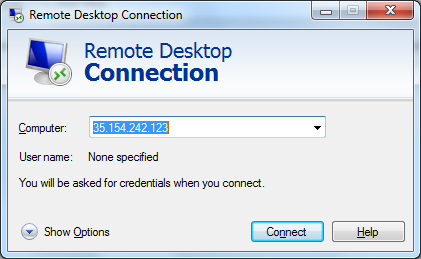 Remote Desktop Connection
Remote Desktop
Connection
Computer: 35.154.242.123
User name: None specified
You will be asked for credentials when you connect.
Show Options Connect Help